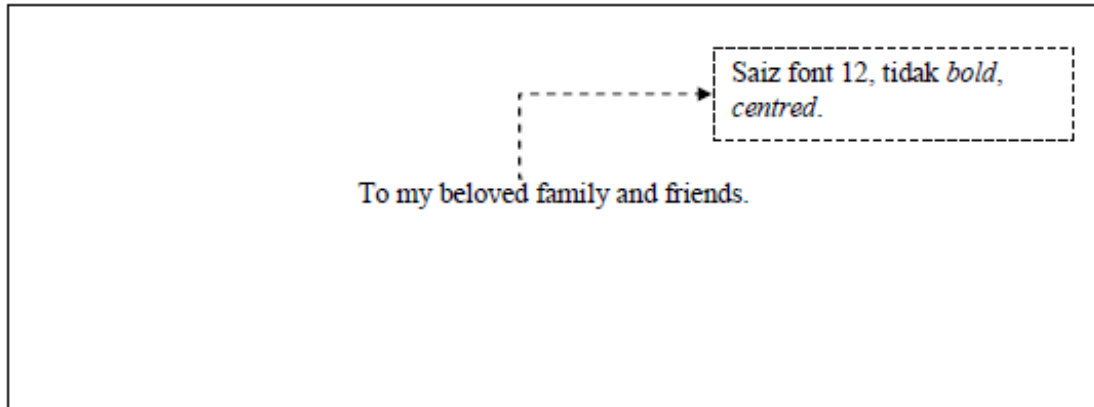 Saiz font 12, tidak bold,
centred.
To my beloved family and friends.